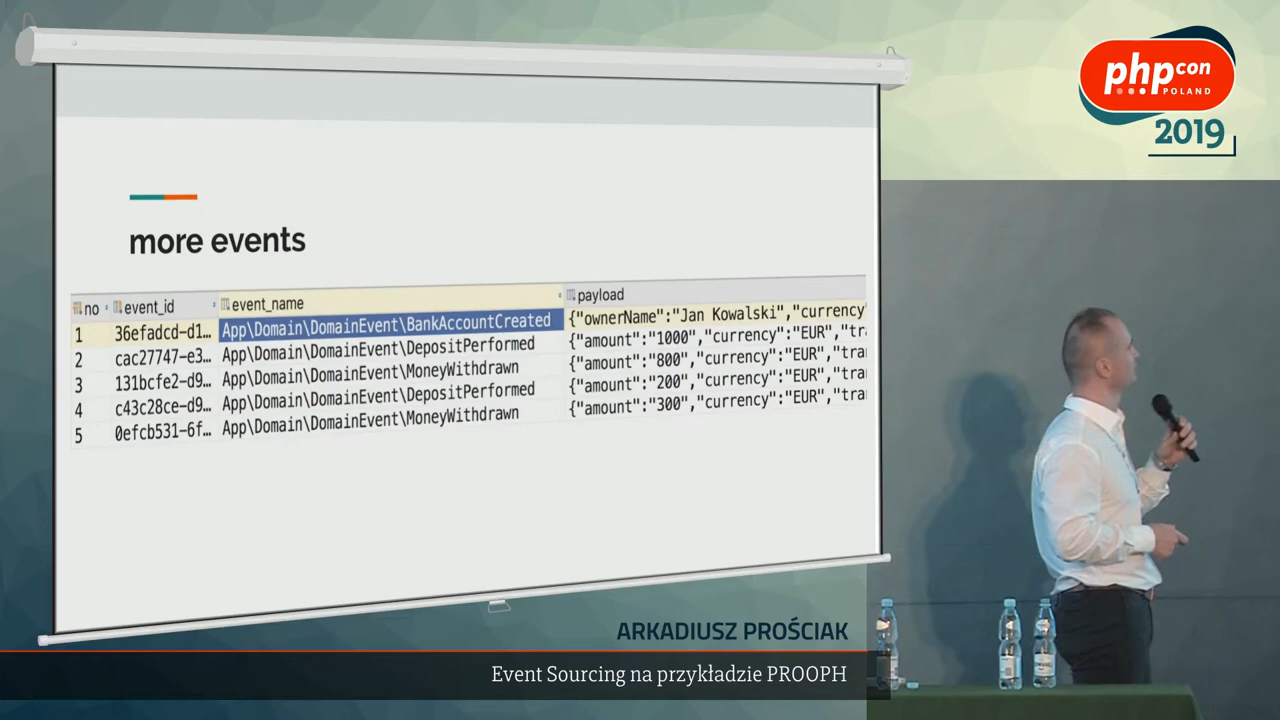 phpcon
POLAND
2019
more events
no event_id event_name payload
1 36efadcd-d1… App\Domain\DomainEvent\BankAccountCreated {"ownerName":"Jan Kowalski","currency
2 cac27747-e3… App\Domain\DomainEvent\DepositPerformed {"amount":"1000","currency":"EUR","tra
3 131bcfe2-d9… App\Domain\DomainEvent\MoneyWithdrawn {"amount":"800","currency":"EUR","tra
4 c43c28ce-d9… App\Domain\DomainEvent\DepositPerformed {"amount":"200","currency":"EUR","tra
5 0efcb531-6f… App\Domain\DomainEvent\MoneyWithdrawn {"amount":"300","currency":"EUR","tra
ARKADIUSZ PROŚCIAK
Event Sourcing na przykładzie PROOPH